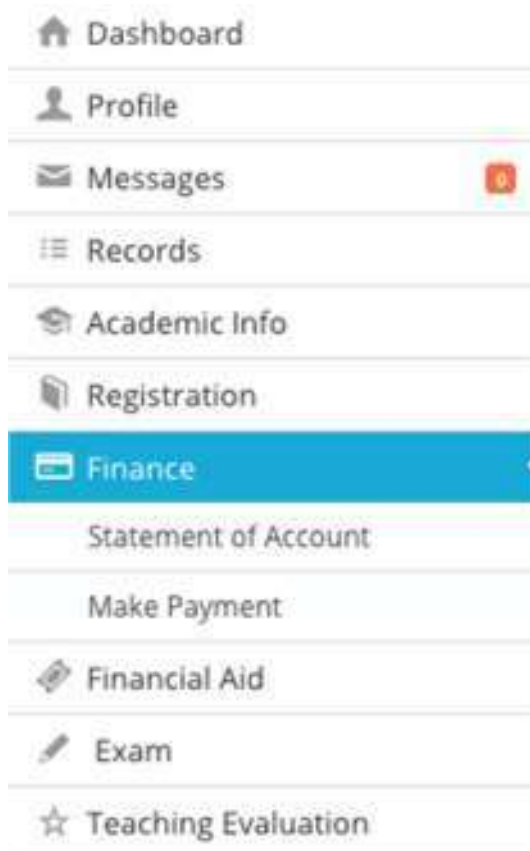 Dashboard
Profile
Messages 0
Records
Academic Info
Registration
Finance
Statement of Account
Make Payment
Financial Aid
Exam
Teaching Evaluation